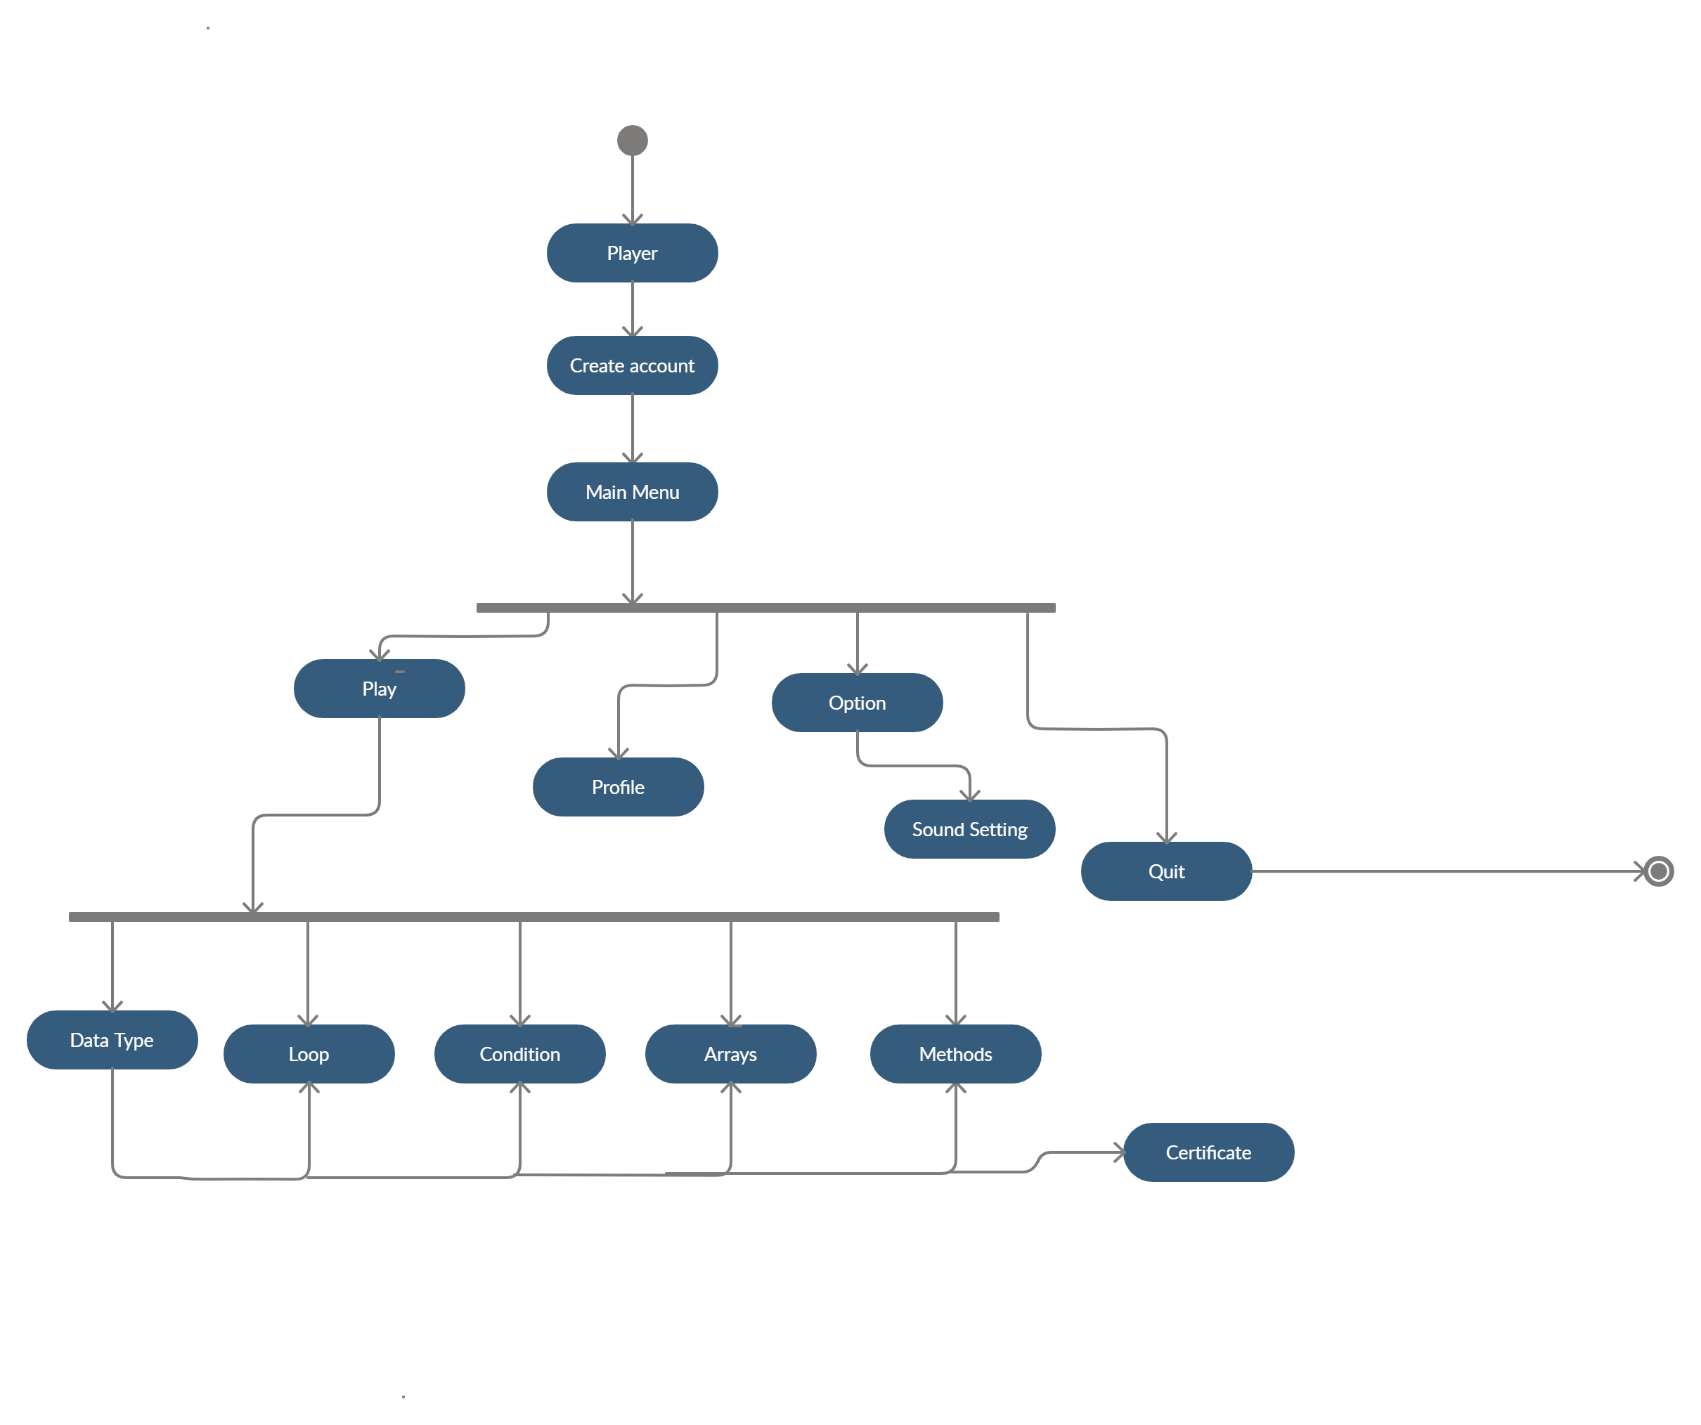 Player
Create account
Main Menu
Play
Option
Profile
Sound Setting
Quit
Data Type
Loop
Condition
Arrays
Methods
Certificate